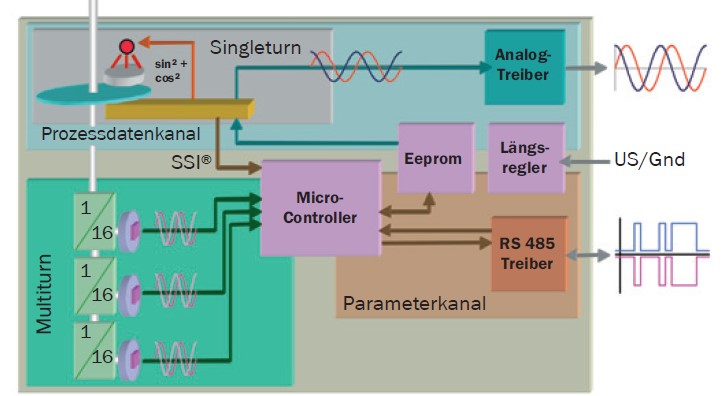 Singleturn
sin² +
cos²
Analog-
Treiber
Prozessdatenkanal
SSI®
Eeprom
Längs-
regler
US/Gnd
Micro-
Controller
RS 485
Treiber
Parameterkanal
Multiturn
1
16
1
16
1
16